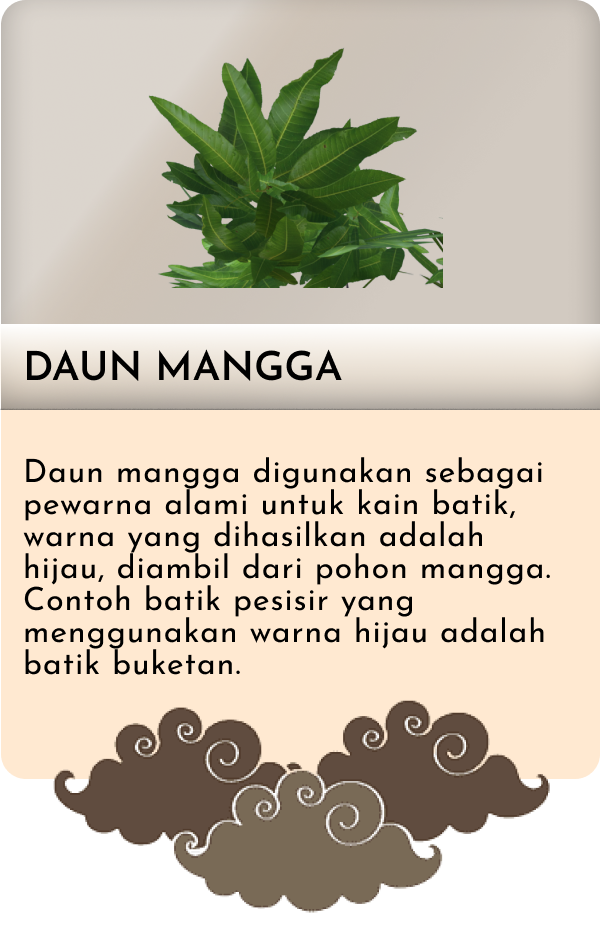 DAUN MANGGA
Daun mangga digunakan sebagai
pewarna alami untuk kain batik,
warna yang dihasilkan adalah
hijau, diambil dari pohon mangga.
Contoh batik pesisir yang
menggunakan warna hijau adalah
batik buketan.